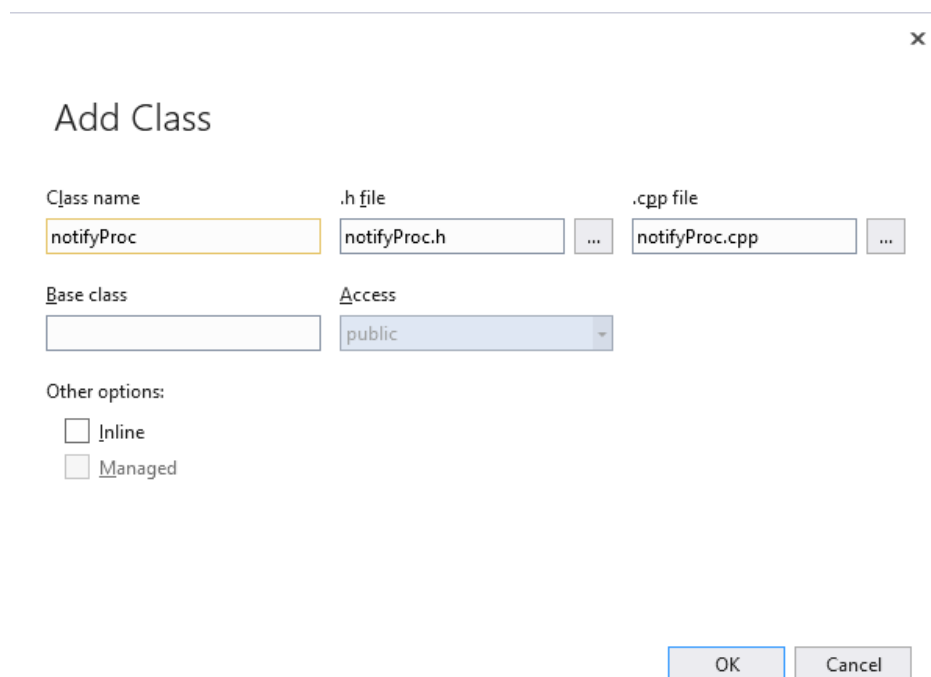 Add Class
Class name .h file .cpp file
notifyProc notifyProc.h ... notifyProc.cpp ...
Base class Access
public
Other options:
Inline
Managed
OK Cancel